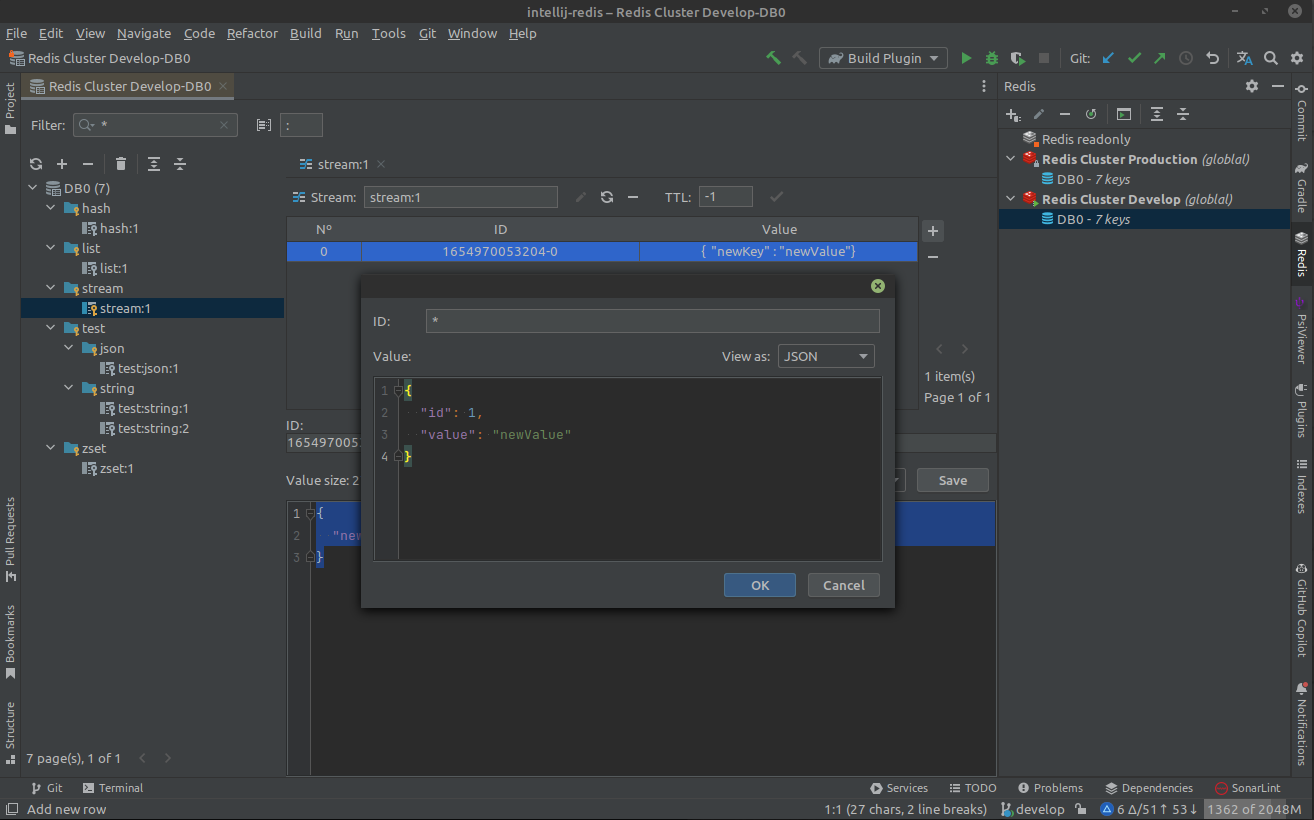 intellij-redis – Redis Cluster Develop-DB0
File Edit View Navigate Code Refactor Build Run Tools Git Window Help
Redis Cluster Develop-DB0
Build Plugin
Git:
Redis Cluster Develop-DB0
Redis
Filter: *
:
stream:1
Stream: stream:1
TTL: -1
DB0 (7)
hash
hash:1
list
list:1
stream
stream:1
test
json
test:json:1
string
test:string:1
test:string:2
zset
zset:1
7 page(s), 1 of 1
Nº ID Value
0 1654970053204-0 { "newKey" : "newValue"}
1 item(s)
Page 1 of 1
ID:
165497005
Value size: 2
Save
1 {
2 "new
3 }
ID: *
Value: View as: JSON
1 {
2 "id": 1,
3 "value": "newValue"
4 }
OK Cancel
Redis readonly
Redis Cluster Production (globlal)
DB0 - 7 keys
Redis Cluster Develop (globlal)
DB0 - 7 keys
Project
Pull Requests
Bookmarks
Structure
Commit
Gradle
Redis
PsiViewer
Plugins
Indexes
GitHub Copilot
Notifications
Git Terminal Services TODO Problems Dependencies SonarLint
Add new row 1:1 (27 chars, 2 line breaks) develop 6 Δ/51↑ 53↓ 1362 of 2048M